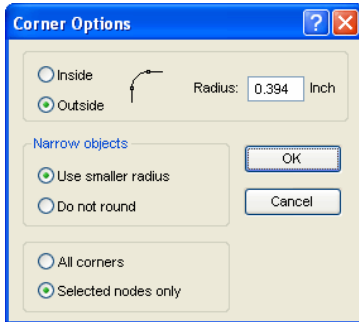 Corner Options
Inside
Radius: 0.394 Inch
Outside
Narrow objects
OK
Use smaller radius
Do not round
Cancel
All corners
Selected nodes only